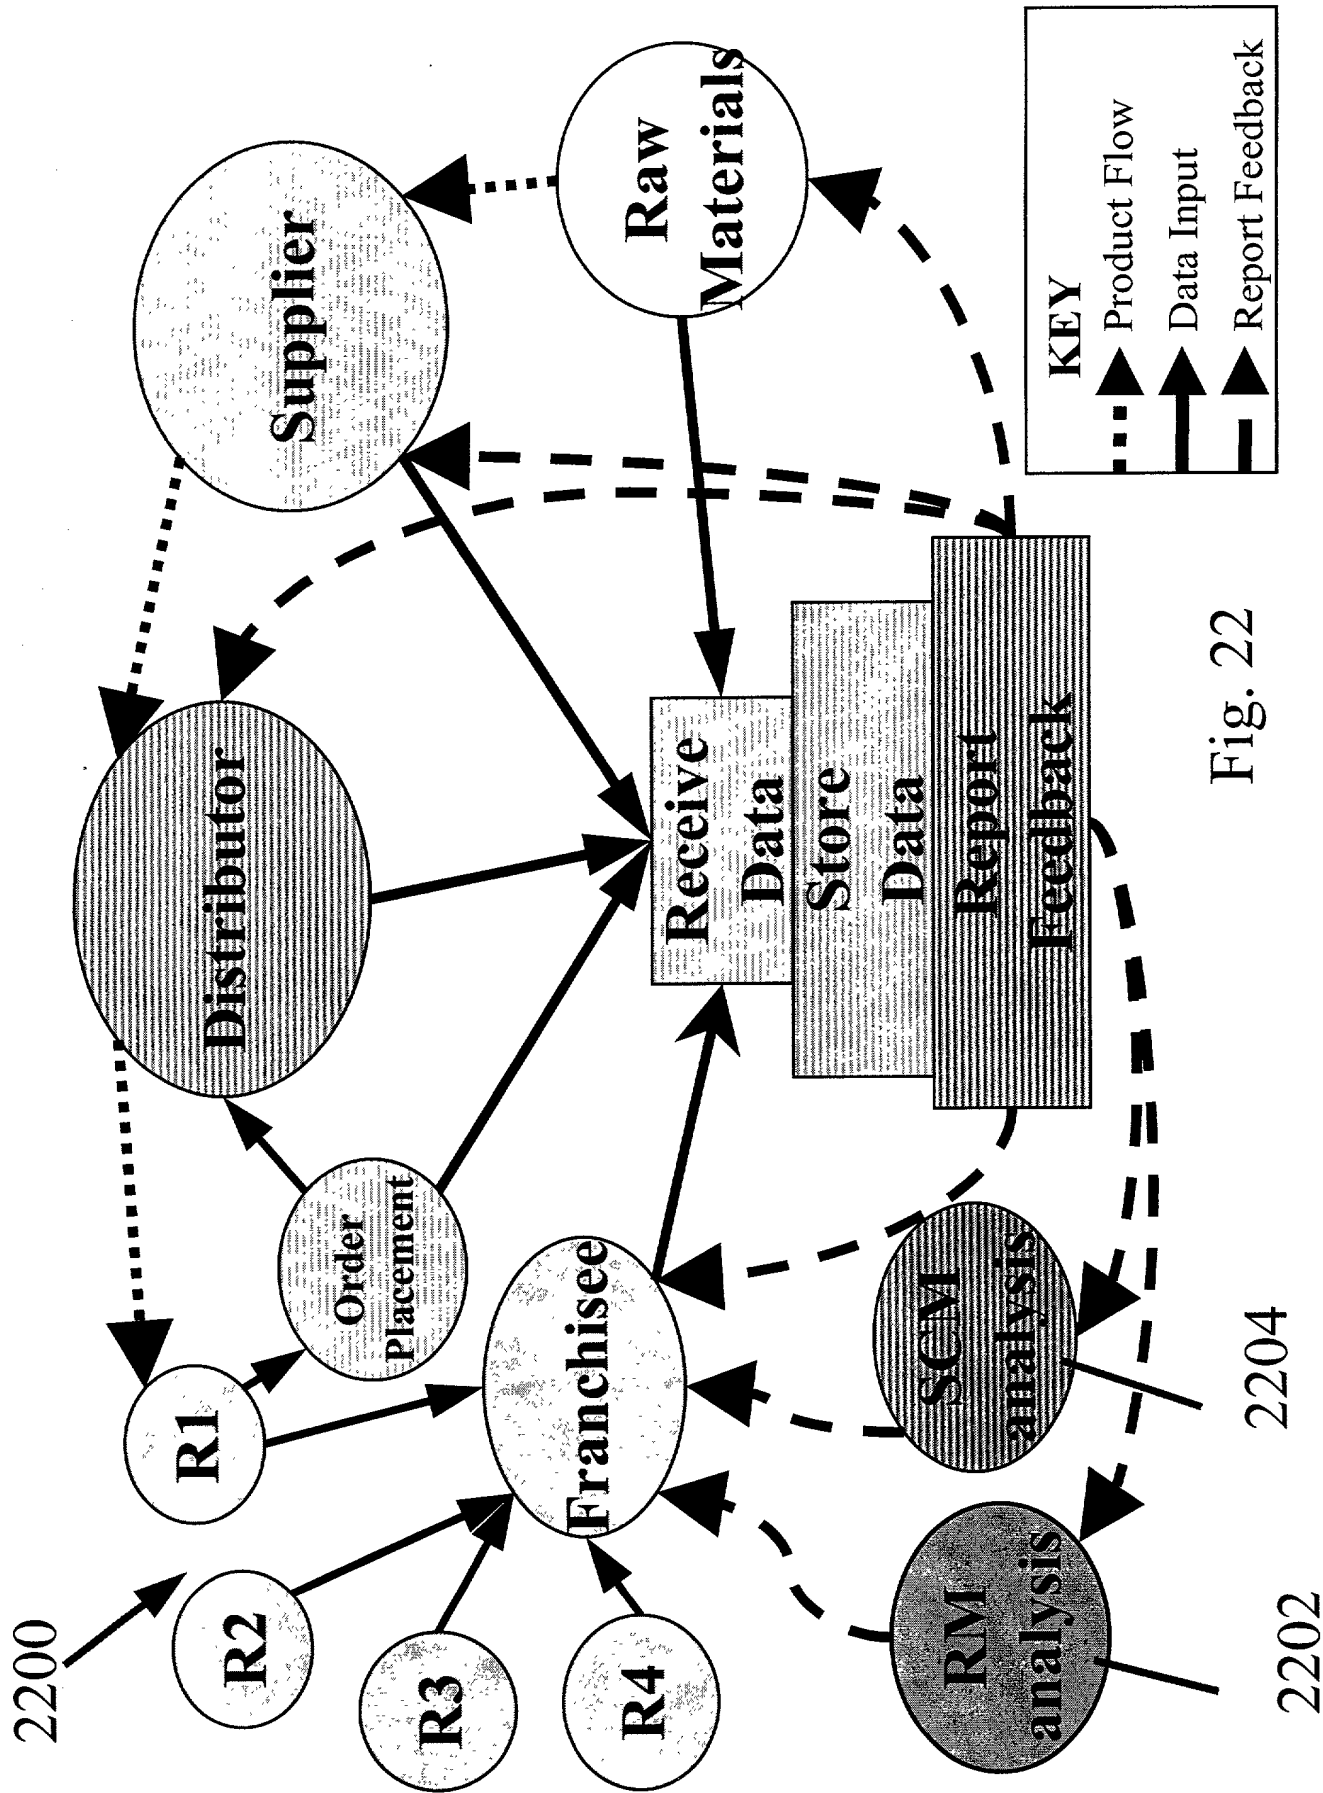 2200
R1
R2
R3
R4
Order
Placement
Distributor
Supplier
Raw
Materials
Franchisee
Receive
Data
Store
Data
Report
Feedback
RM
analysis
SCM
analysis
2202
2204
KEY
Product Flow
Data Input
Report Feedback
Fig. 22